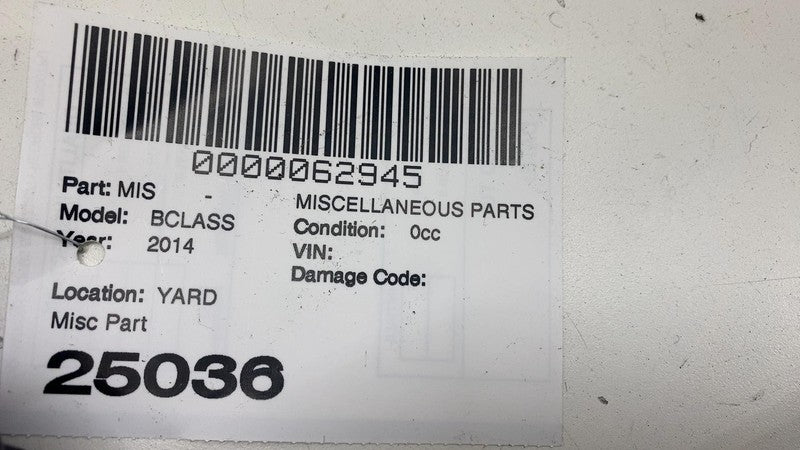 0000062945
Part: MIS - MISCELLANEOUS PARTS
Model: BCLASS Condition: 0cc
Year: 2014 VIN:
Damage Code:
Location: YARD
Misc Part
25036